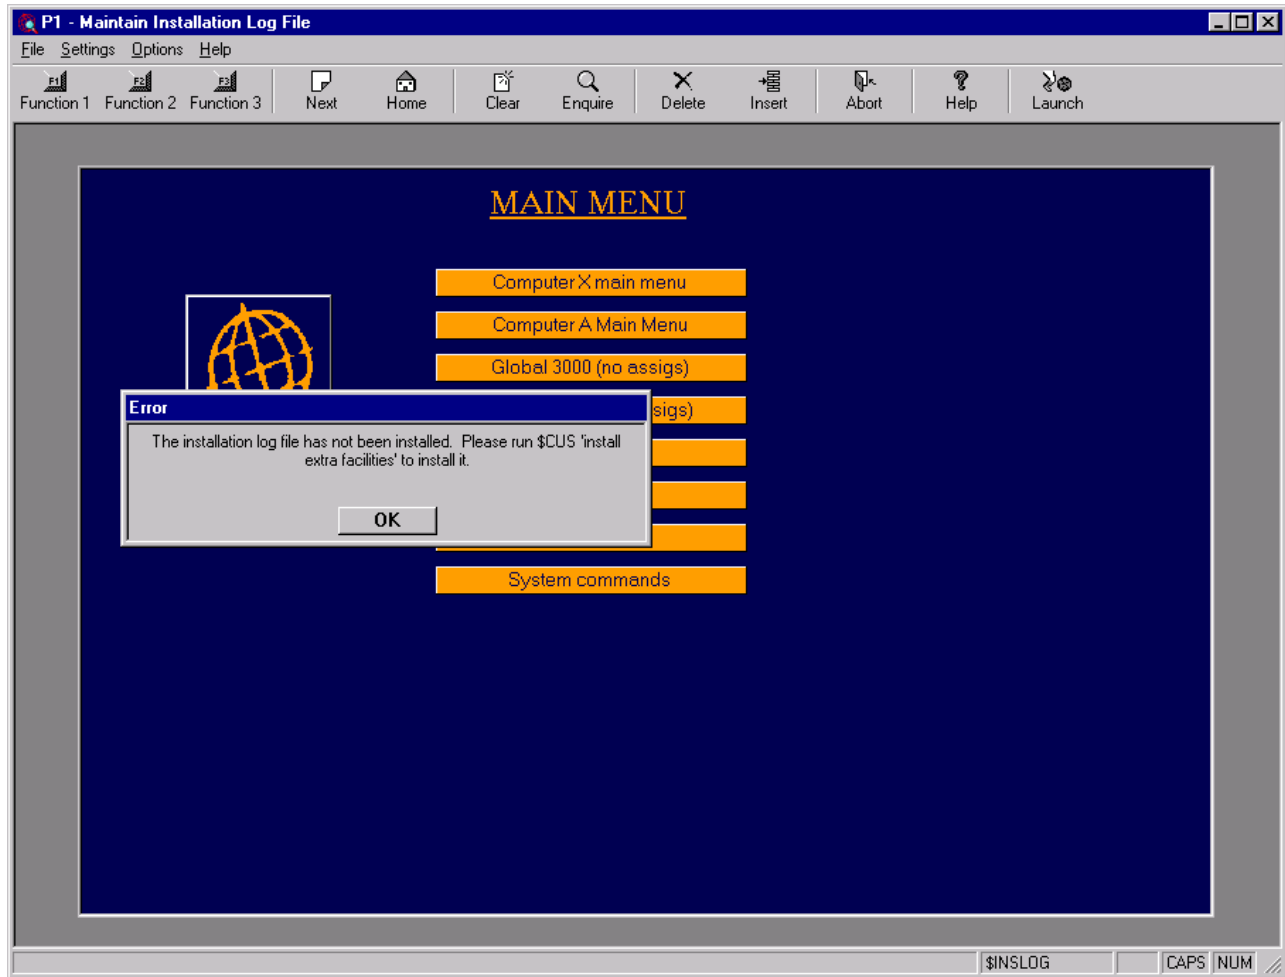 P1 - Maintain Installation Log File
File Settings Options Help
F1 F2 F3
Function 1 Function 2 Function 3 Next Home Clear Enquire Delete Insert Abort Help Launch
MAIN MENU
Computer X main menu
Computer A Main Menu
Global 3000 (no assigs)
sigs)
Error
The installation log file has not been installed. Please run $CUS 'install
extra facilities' to install it.
OK
System commands
$INSLOG CAPS NUM